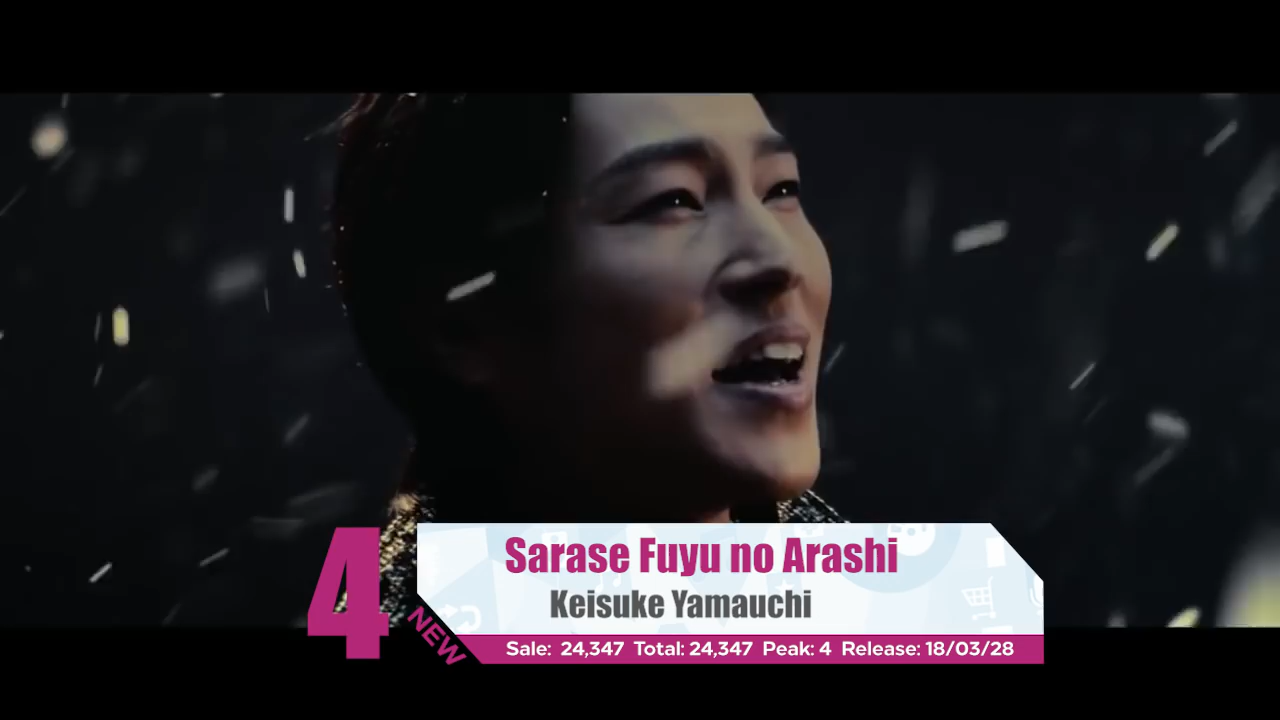 4
NEW
Sarase Fuyu no Arashi
Keisuke Yamauchi
Sale: 24,347 Total: 24,347 Peak: 4 Release: 18/03/28